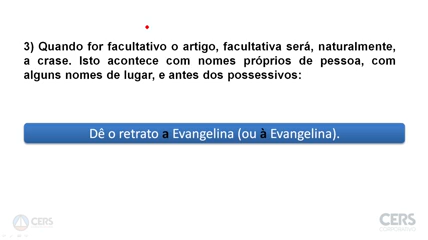 3) Quando for facultativo o artigo, facultativa será, naturalmente,
a crase. Isto acontece com nomes próprios de pessoa, com
alguns nomes de lugar, e antes dos possessivos:
Dê o retrato a Evangelina (ou à Evangelina).
CERS
CERS